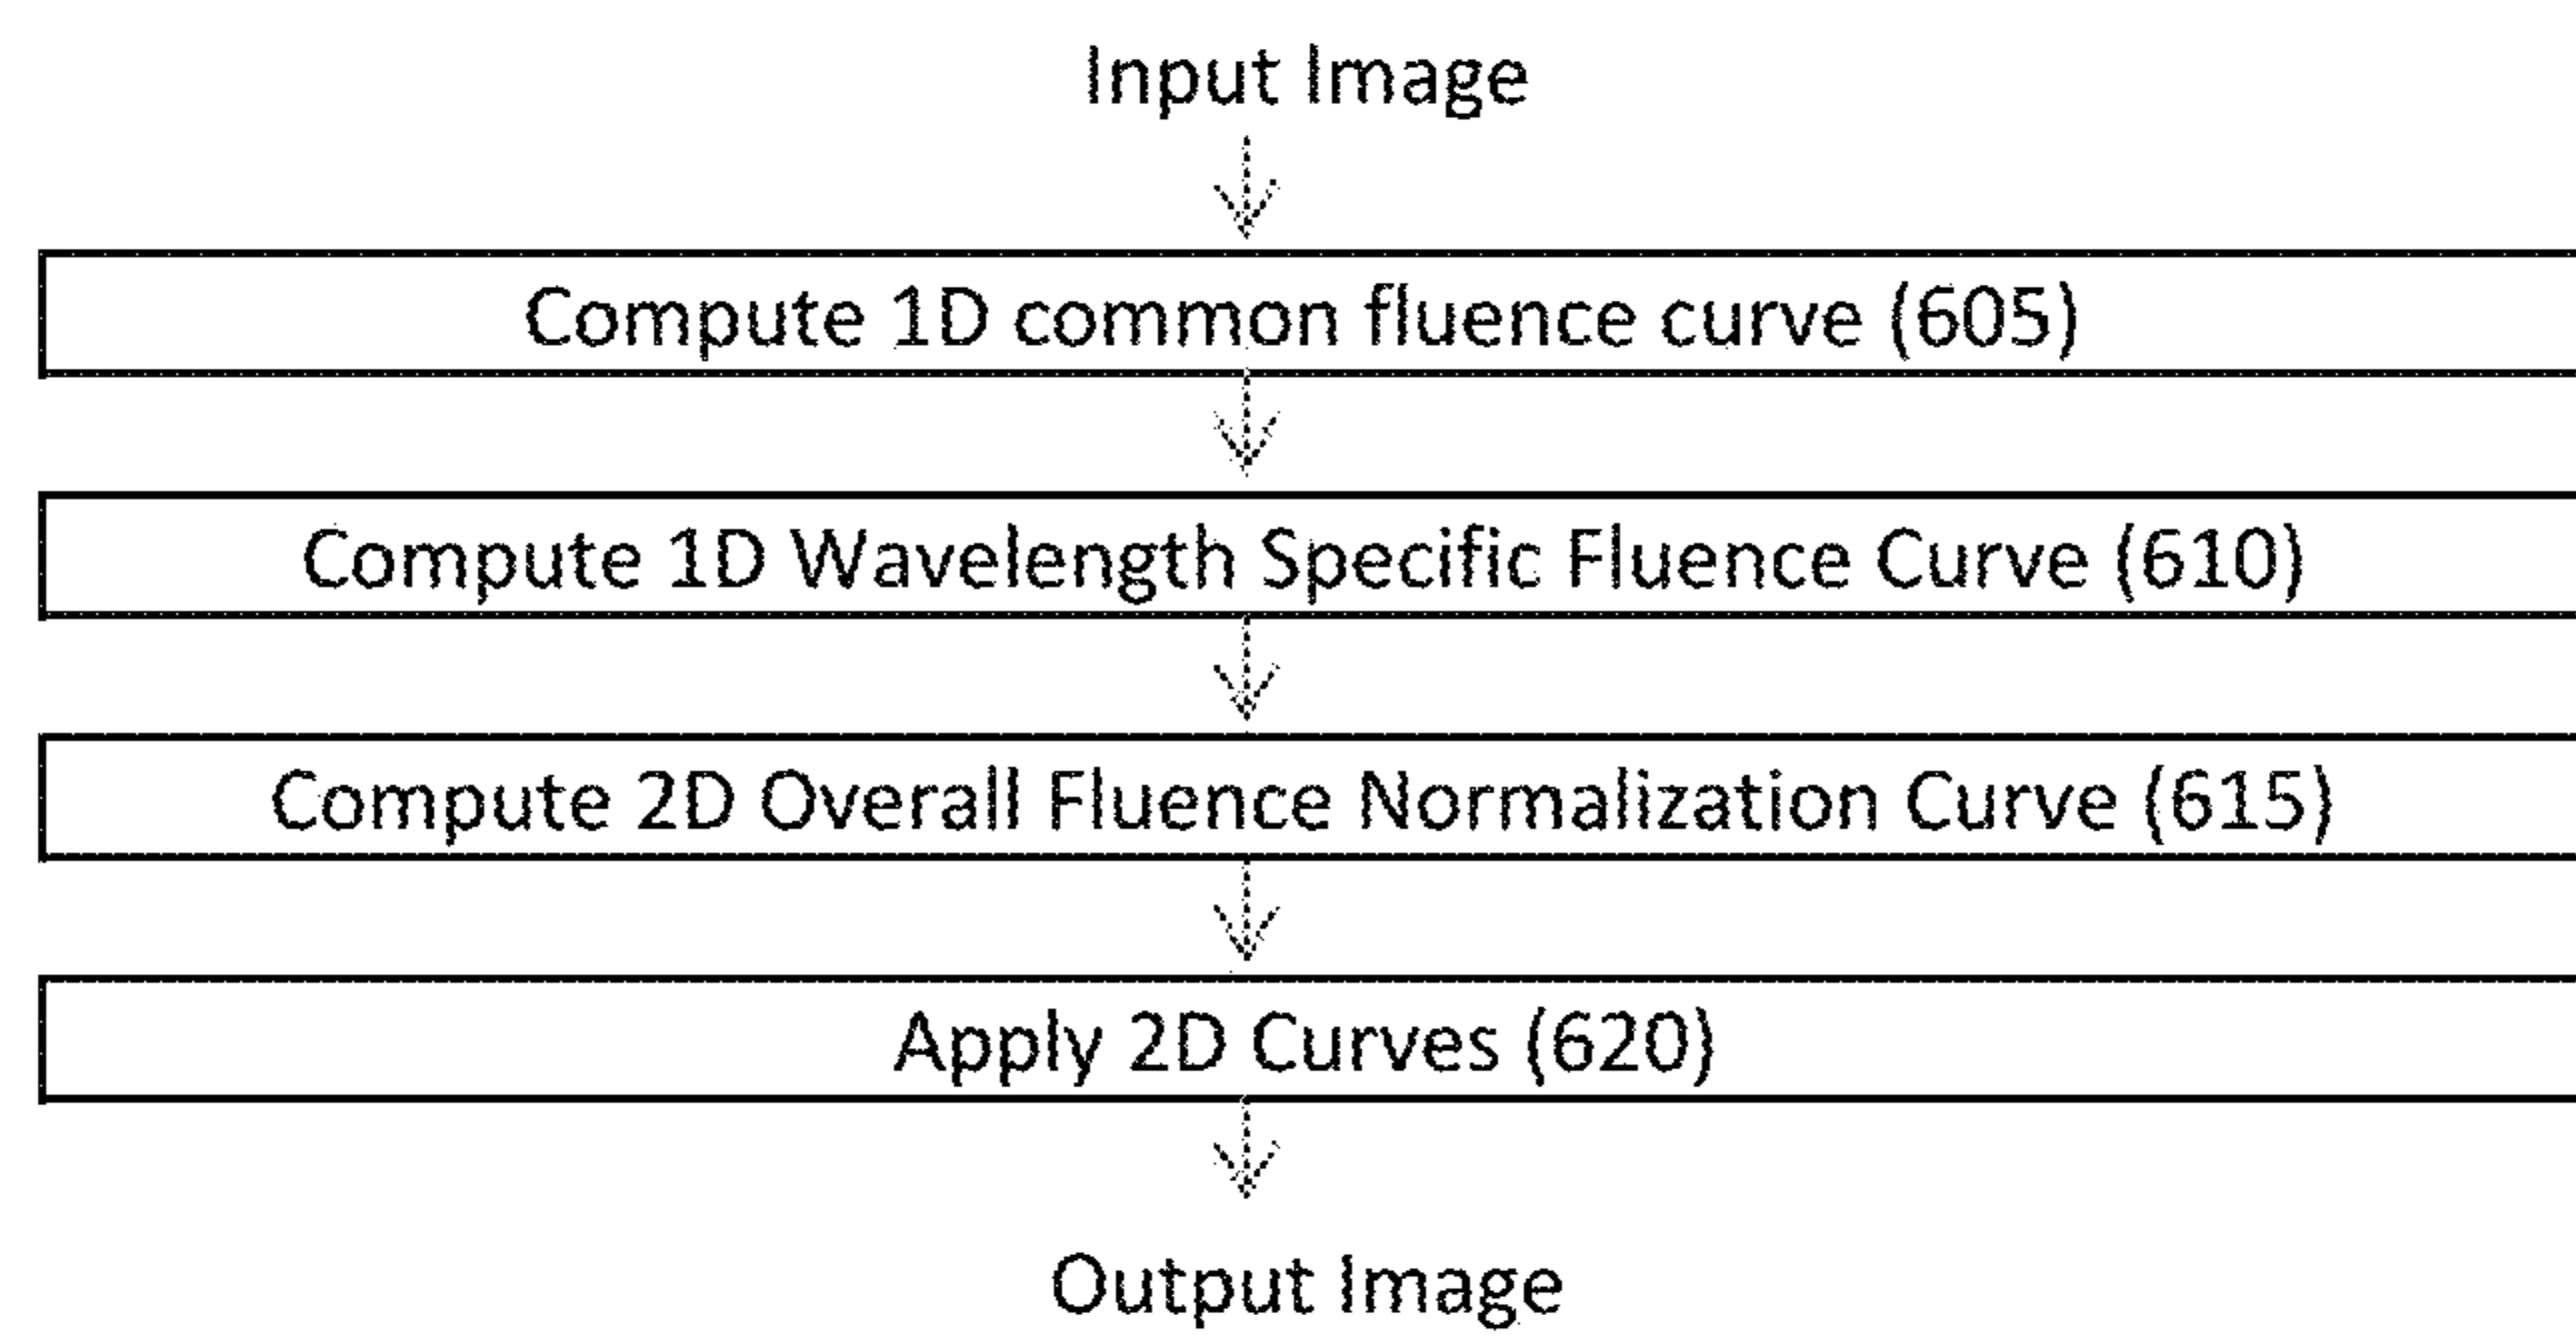 Input Image
Compute 1D common fluence curve (605)
Compute 1D Wavelength Specific Fluence Curve (610)
Compute 2D Overall Fluence Normalization Curve (615)
Apply 2D Curves (620)
Output Image